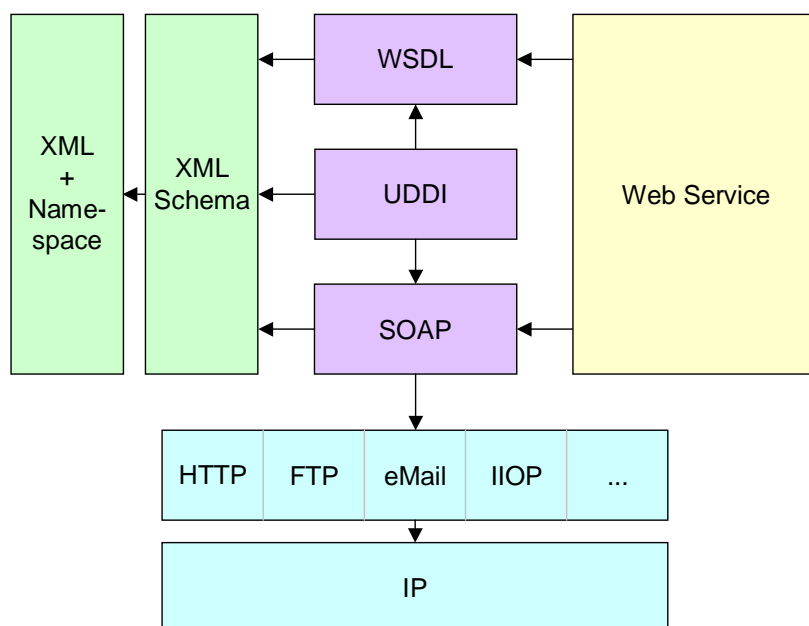 WSDL
XML
+
Name-
space
XML
Schema
UDDI
Web Service
SOAP
HTTP
FTP
eMail
IIOP
...
IP